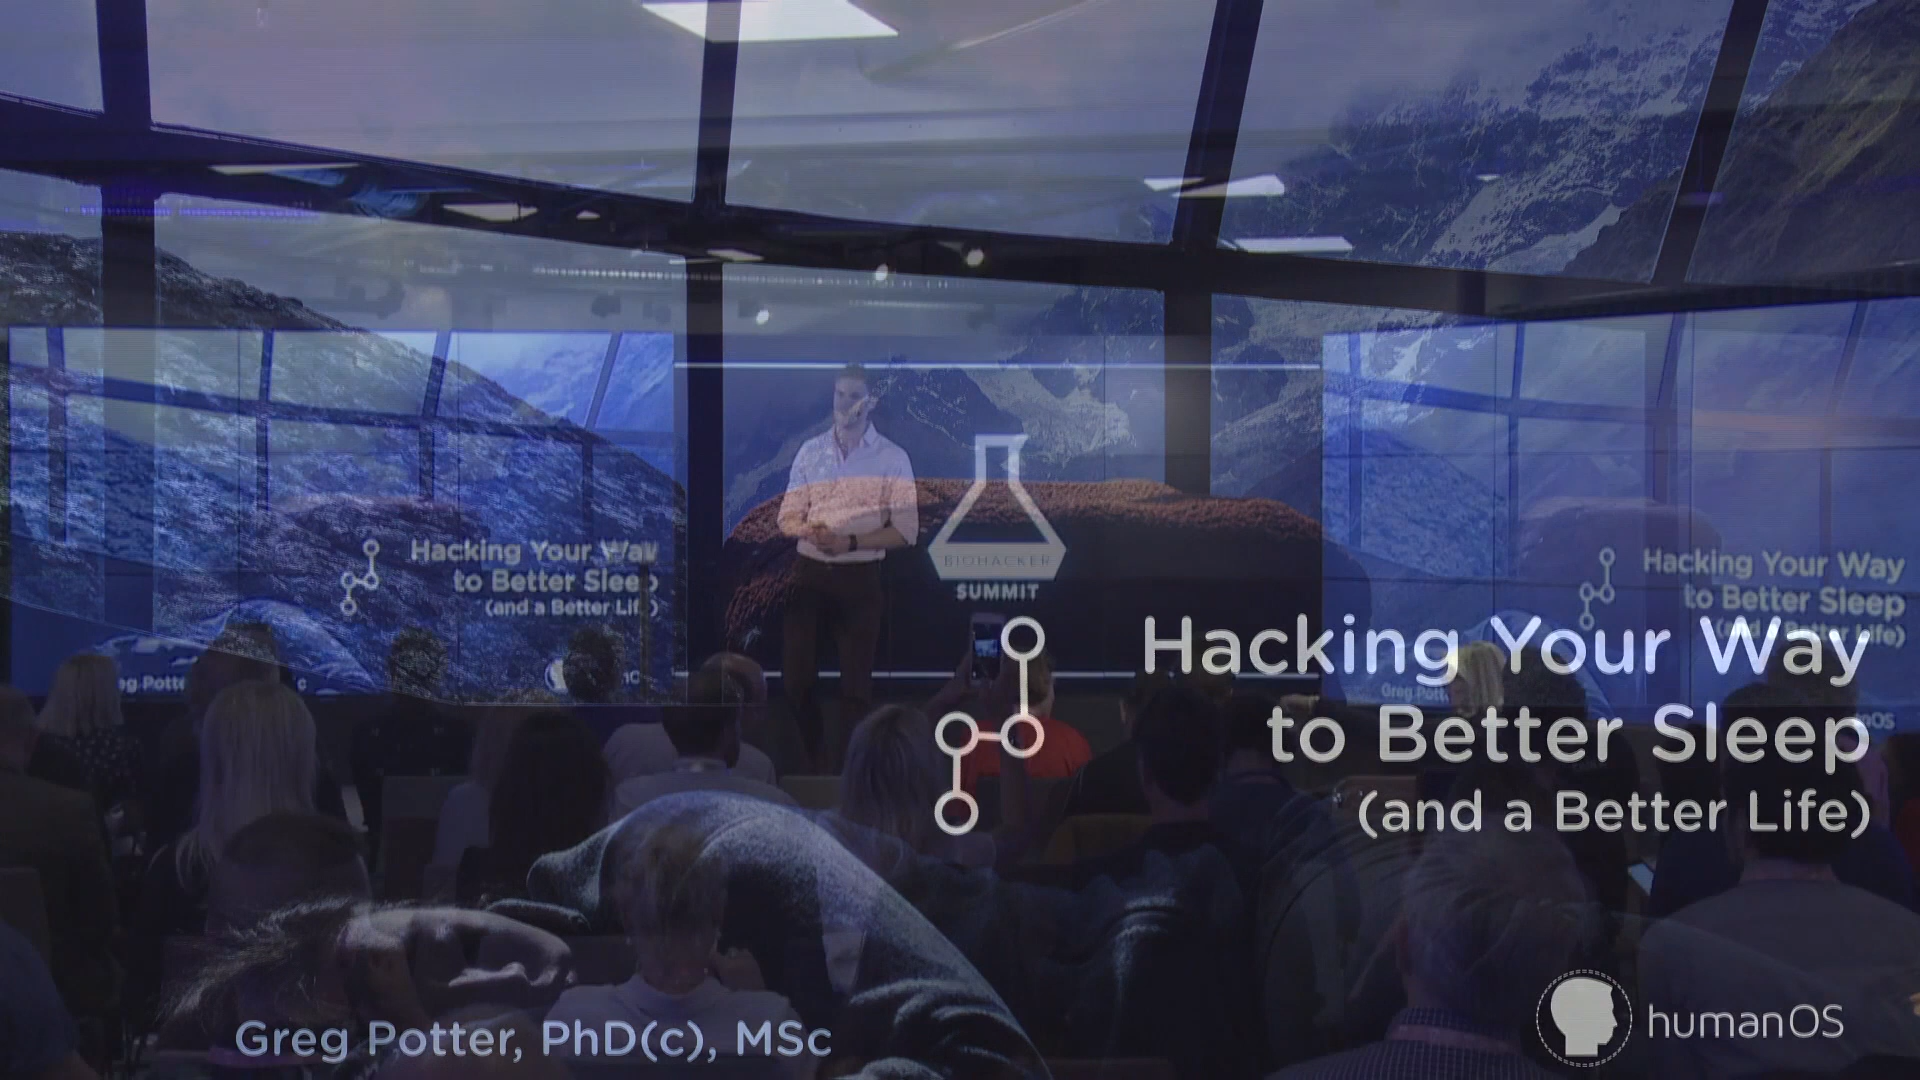 Hacking Your Way
to Better Sleep
(and a Better Life)
Hacking Your Way
to Better Sleep
(and a Better Life)
BIOHACKER
SUMMIT
Hacking Your Way
to Better Sleep
(and a Better Life)
Greg Potter, PhD(c), MSc
humanOS